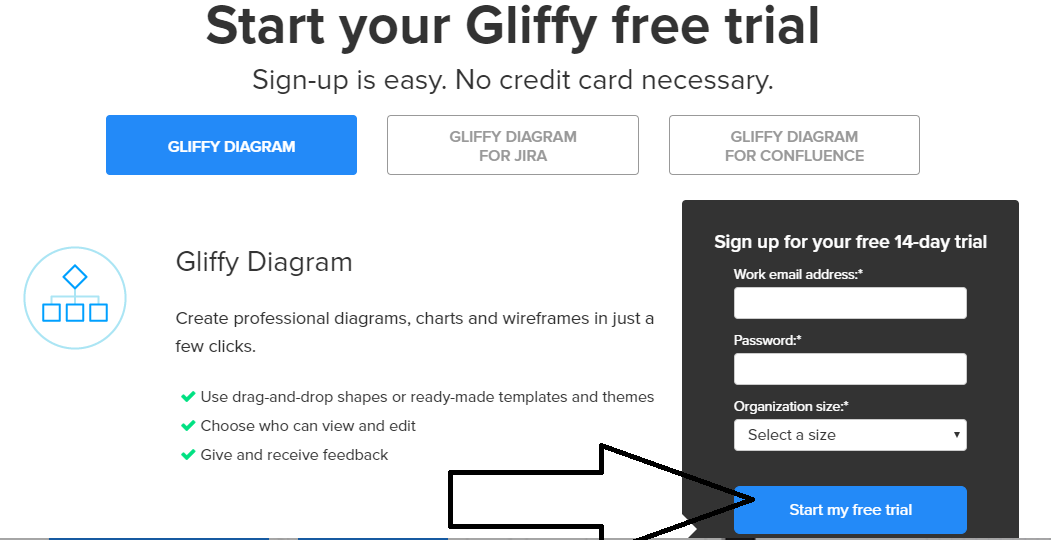 Start your Gliffy free trial
Sign-up is easy. No credit card necessary.
GLIFFY DIAGRAM
GLIFFY DIAGRAM
FOR JIRA
GLIFFY DIAGRAM
FOR CONFLUENCE
Gliffy Diagram
Create professional diagrams, charts and wireframes in just a
few clicks.
Use drag-and-drop shapes or ready-made templates and themes
Choose who can view and edit
Give and receive feedback
Sign up for your free 14-day trial
Work email address:*
Password:*
Organization size:*
Select a size
Start my free trial